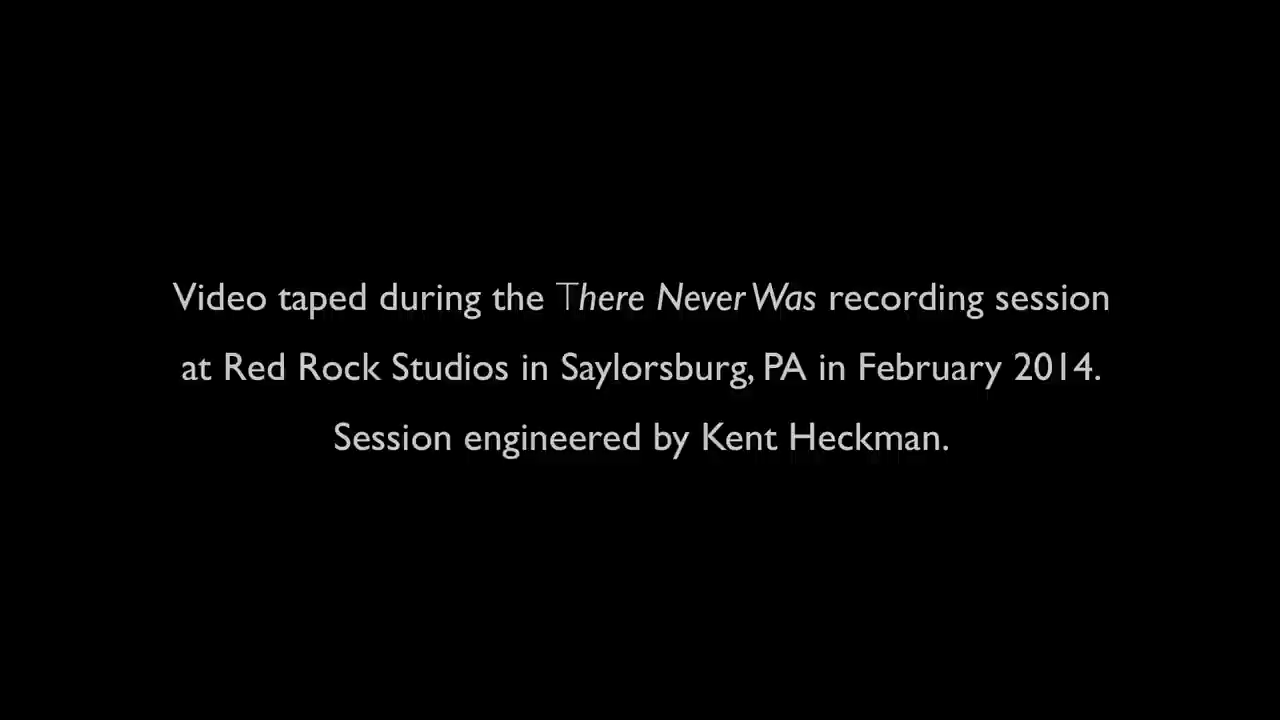 Video taped during the There Never Was recording session
at Red Rock Studios in Saylorsburg, PA in February 2014.
Session engineered by Kent Heckman.